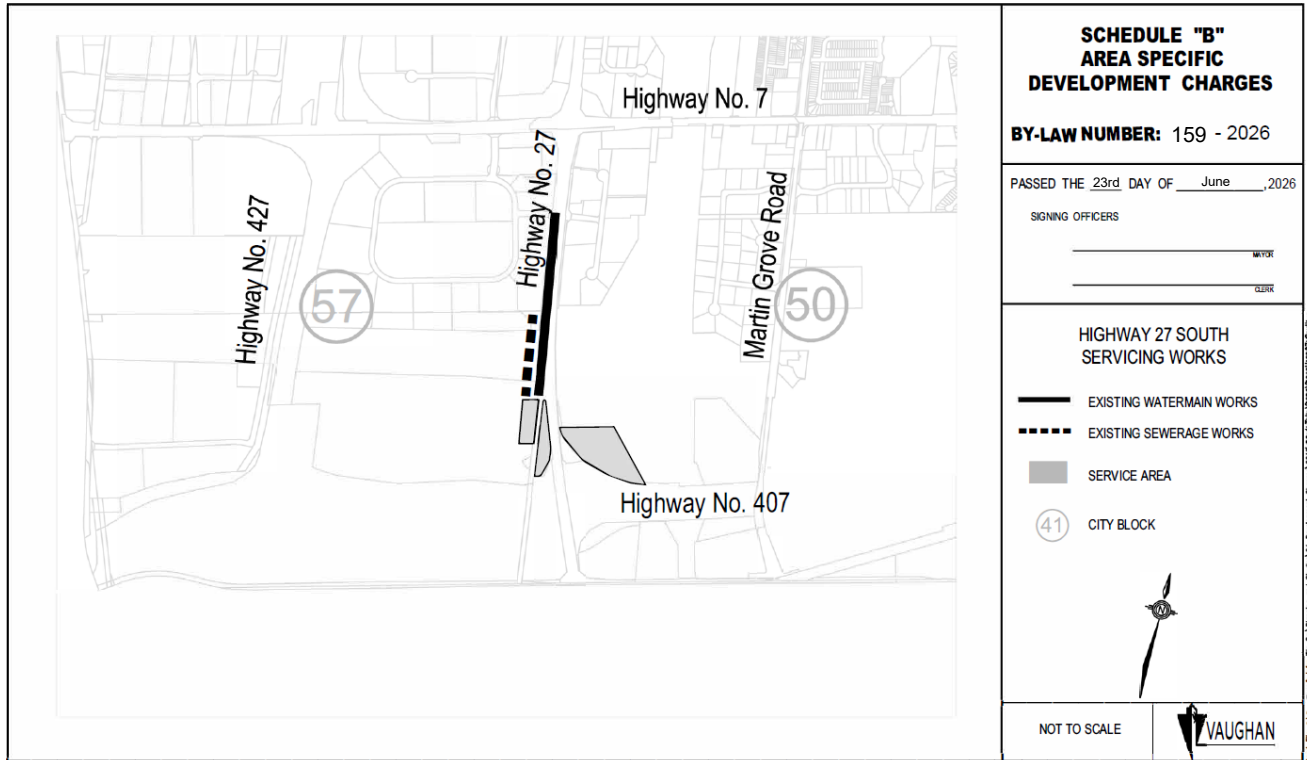 Highway No. 7
Highway No. 27
Highway No. 427
Martin Grove Road
57
50
Highway No. 407
SCHEDULE "B"
AREA SPECIFIC
DEVELOPMENT CHARGES
BY-LAW NUMBER: 159 - 2026
PASSED THE 23rd DAY OF June ,2026
SIGNING OFFICERS
MAYOR
CLERK
HIGHWAY 27 SOUTH
SERVICING WORKS
EXISTING WATERMAIN WORKS
EXISTING SEWERAGE WORKS
SERVICE AREA
41 CITY BLOCK
N
NOT TO SCALE
VAUGHAN